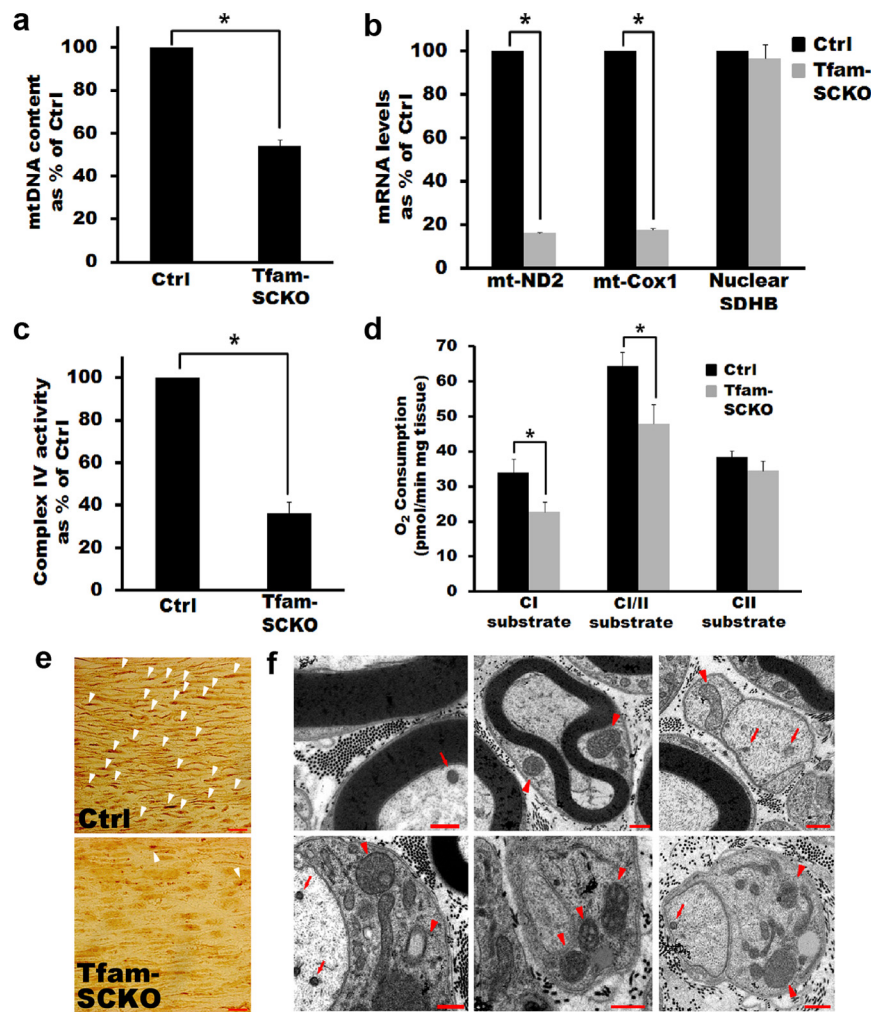 a
*
mtDNA content
as % of Ctrl
100
80
60
40
20
0
Ctrl
Tfam-
SCKO
b
*
*
mRNA levels
as % of Ctrl
100
80
60
40
20
0
mt-ND2
mt-Cox1
Nuclear
SDHB
Ctrl
Tfam-
SCKO
c
*
Complex IV activity
as % of Ctrl
100
80
60
40
20
0
Ctrl
Tfam-
SCKO
d
*
*
O₂ Consumption
(pmol/min mg tissue)
70
60
50
40
30
20
10
0
CI
substrate
CI/II
substrate
CII
substrate
Ctrl
Tfam-
SCKO
e
Ctrl
Tfam-
SCKO
f